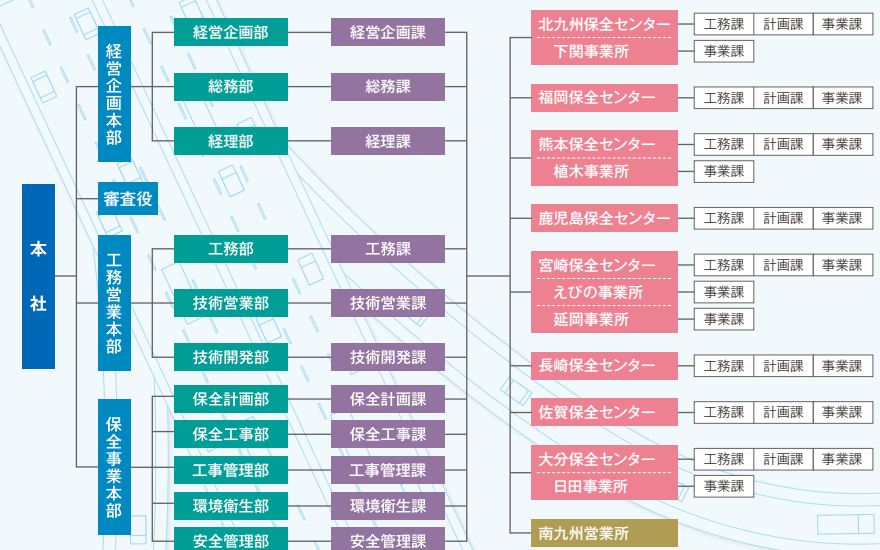 本社
経営企画本部
経営企画部 経営企画課
総務部 総務課
経理部 経理課
審査役
工務営業本部
工務部 工務課
技術営業部 技術営業課
技術開発部 技術開発課
保全事業本部
保全計画部 保全計画課
保全工事部 保全工事課
工事管理部 工事管理課
環境衛生部 環境衛生課
安全管理部 安全管理課
北九州保全センター 工務課 計画課 事業課
下関事業所 事業課
福岡保全センター 工務課 計画課 事業課
熊本保全センター 工務課 計画課 事業課
植木事業所 事業課
鹿児島保全センター 工務課 計画課 事業課
宮崎保全センター 工務課 計画課 事業課
えびの事業所 事業課
延岡事業所 事業課
長崎保全センター 工務課 計画課 事業課
佐賀保全センター 工務課 計画課 事業課
大分保全センター 工務課 計画課 事業課
日田事業所 事業課
南九州営業所